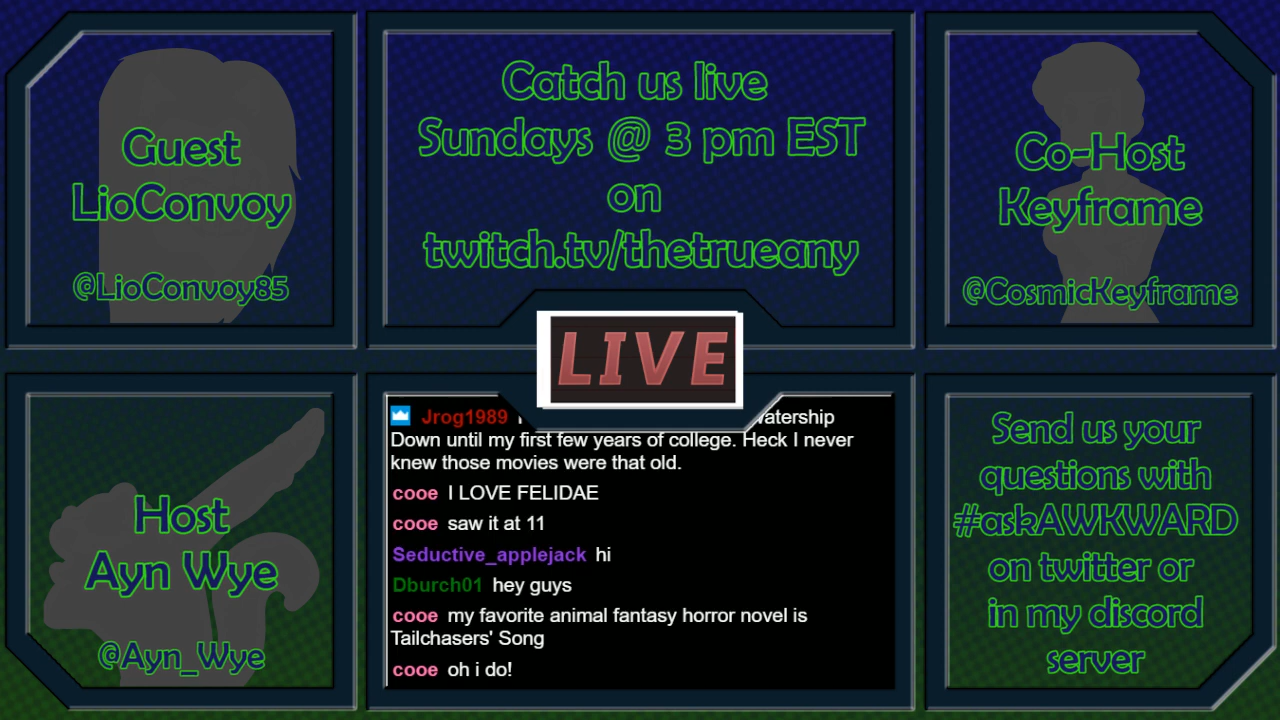 Guest
LioConvoy
@LioConvoy85
Catch us live
Sundays @ 3 pm EST
on
twitch.tv/thetrueany
Co-Host
Keyframe
@CosmicKeyframe
LIVE
Host
Ayn Wye
@Ayn_Wye
Jrog1989
Down until my first few years of college. Heck I never
knew those movies were that old.
cooe I LOVE FELIDAE
cooe saw it at 11
Seductive_applejack hi
Dburch01 hey guys
cooe my favorite animal fantasy horror novel is
Tailchasers' Song
cooe oh i do!
Send us your
questions with
#askAWKWARD
on twitter or
in my discord
server